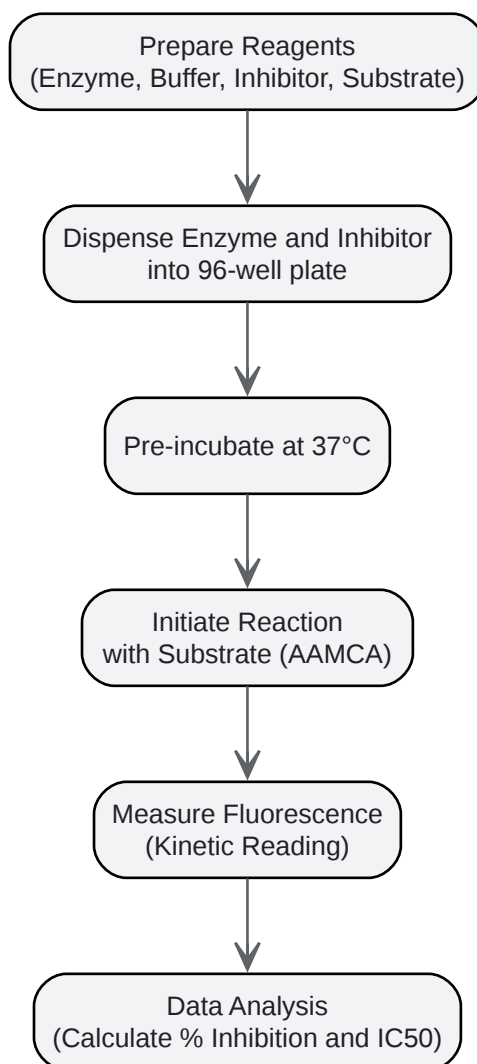 Prepare Reagents
(Enzyme, Buffer, Inhibitor, Substrate)
Dispense Enzyme and Inhibitor
into 96-well plate
Pre-incubate at 37°C
Initiate Reaction
with Substrate (AAMCA)
Measure Fluorescence
(Kinetic Reading)
Data Analysis
(Calculate % Inhibition and IC50)